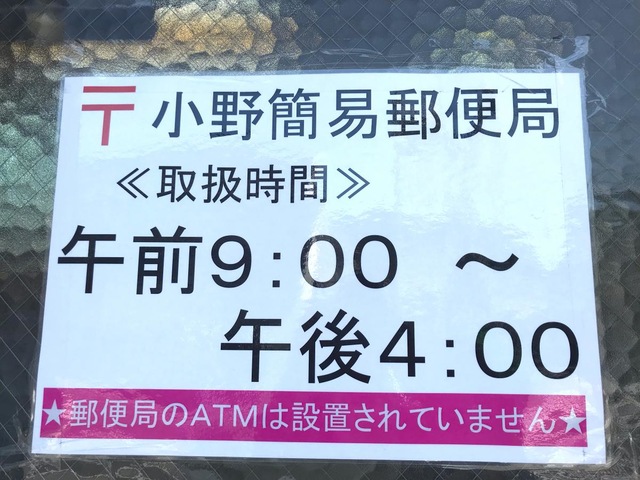 〒小野簡易郵便局
≪取扱時間≫
午前9:00 ～
午後4:00
★郵便局のATMは設置されていません★